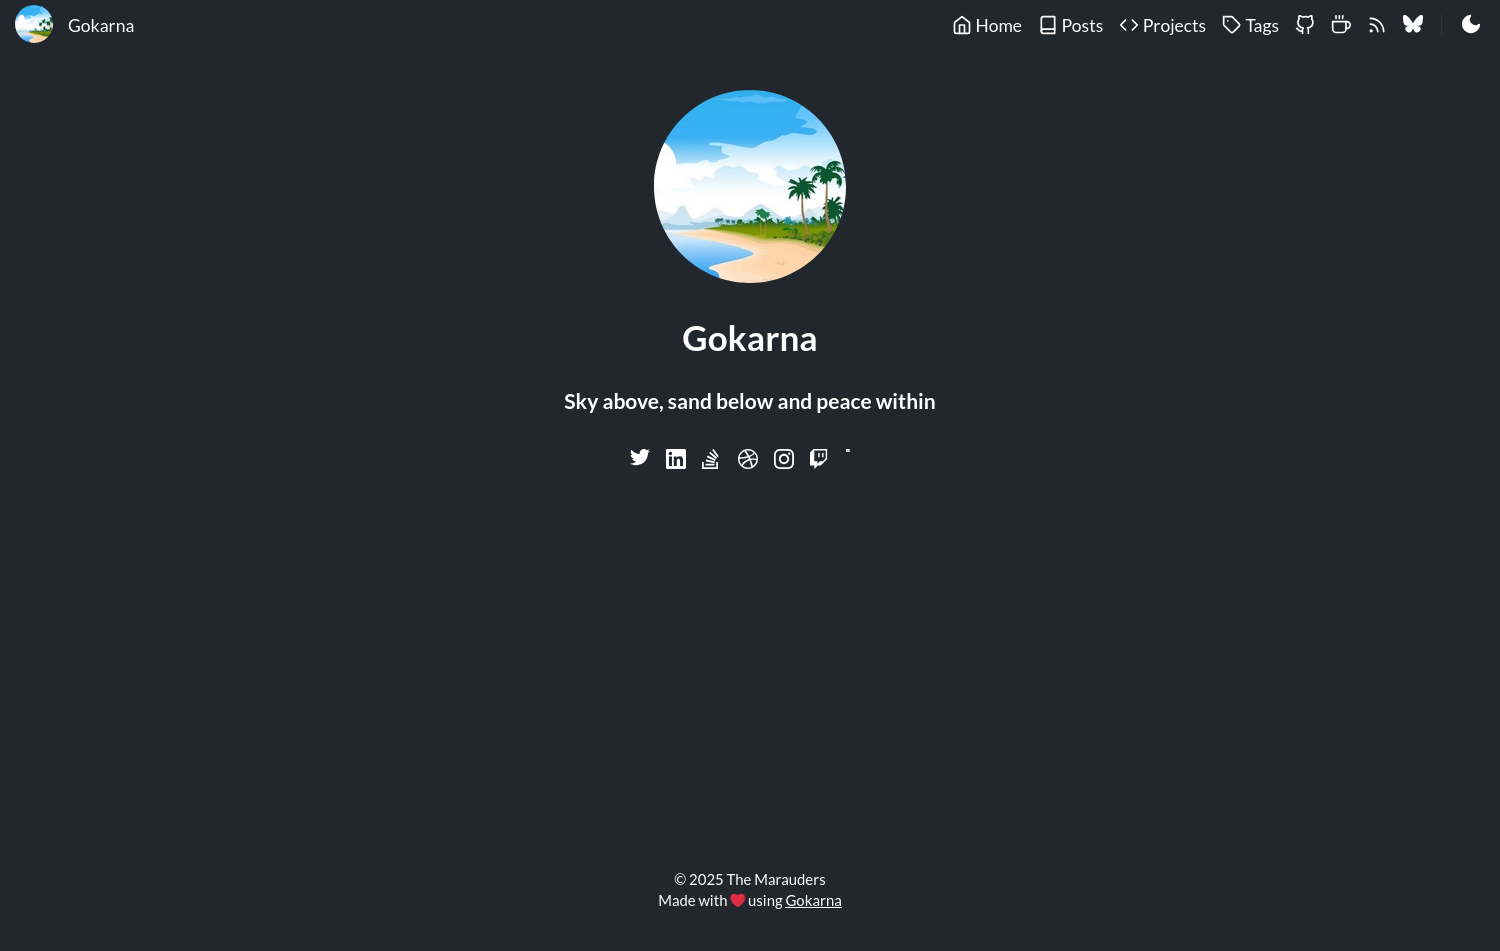 Gokarna
Home
Posts
Projects
Tags
Gokarna
Sky above, sand below and peace within
© 2025 The Marauders
Made with ❤ using Gokarna